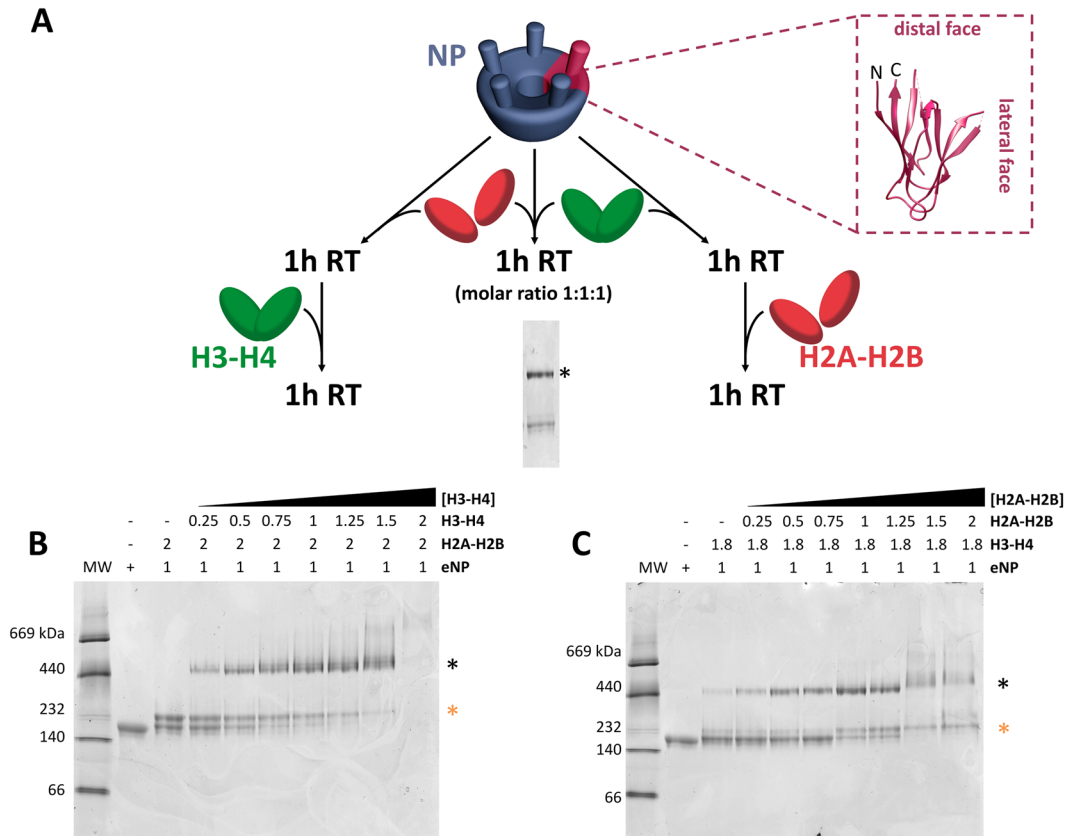 A
NP
distal face
N C
lateral face
1h RT 1h RT 1h RT
(molar ratio 1:1:1)
H3-H4
H2A-H2B
1h RT 1h RT
*
[H3-H4]
- - 0.25 0.5 0.75 1 1.25 1.5 2 H3-H4
B
- 2 2 2 2 2 2 2 2 H2A-H2B
MW + 1 1 1 1 1 1 1 1 eNP
669 kDa
440
*
232
*
140
66
[H2A-H2B]
- - 0.25 0.5 0.75 1 1.25 1.5 2 H2A-H2B
C
- 1.8 1.8 1.8 1.8 1.8 1.8 1.8 1.8 H3-H4
MW + 1 1 1 1 1 1 1 1 eNP
669 kDa
440
*
232
*
140
66